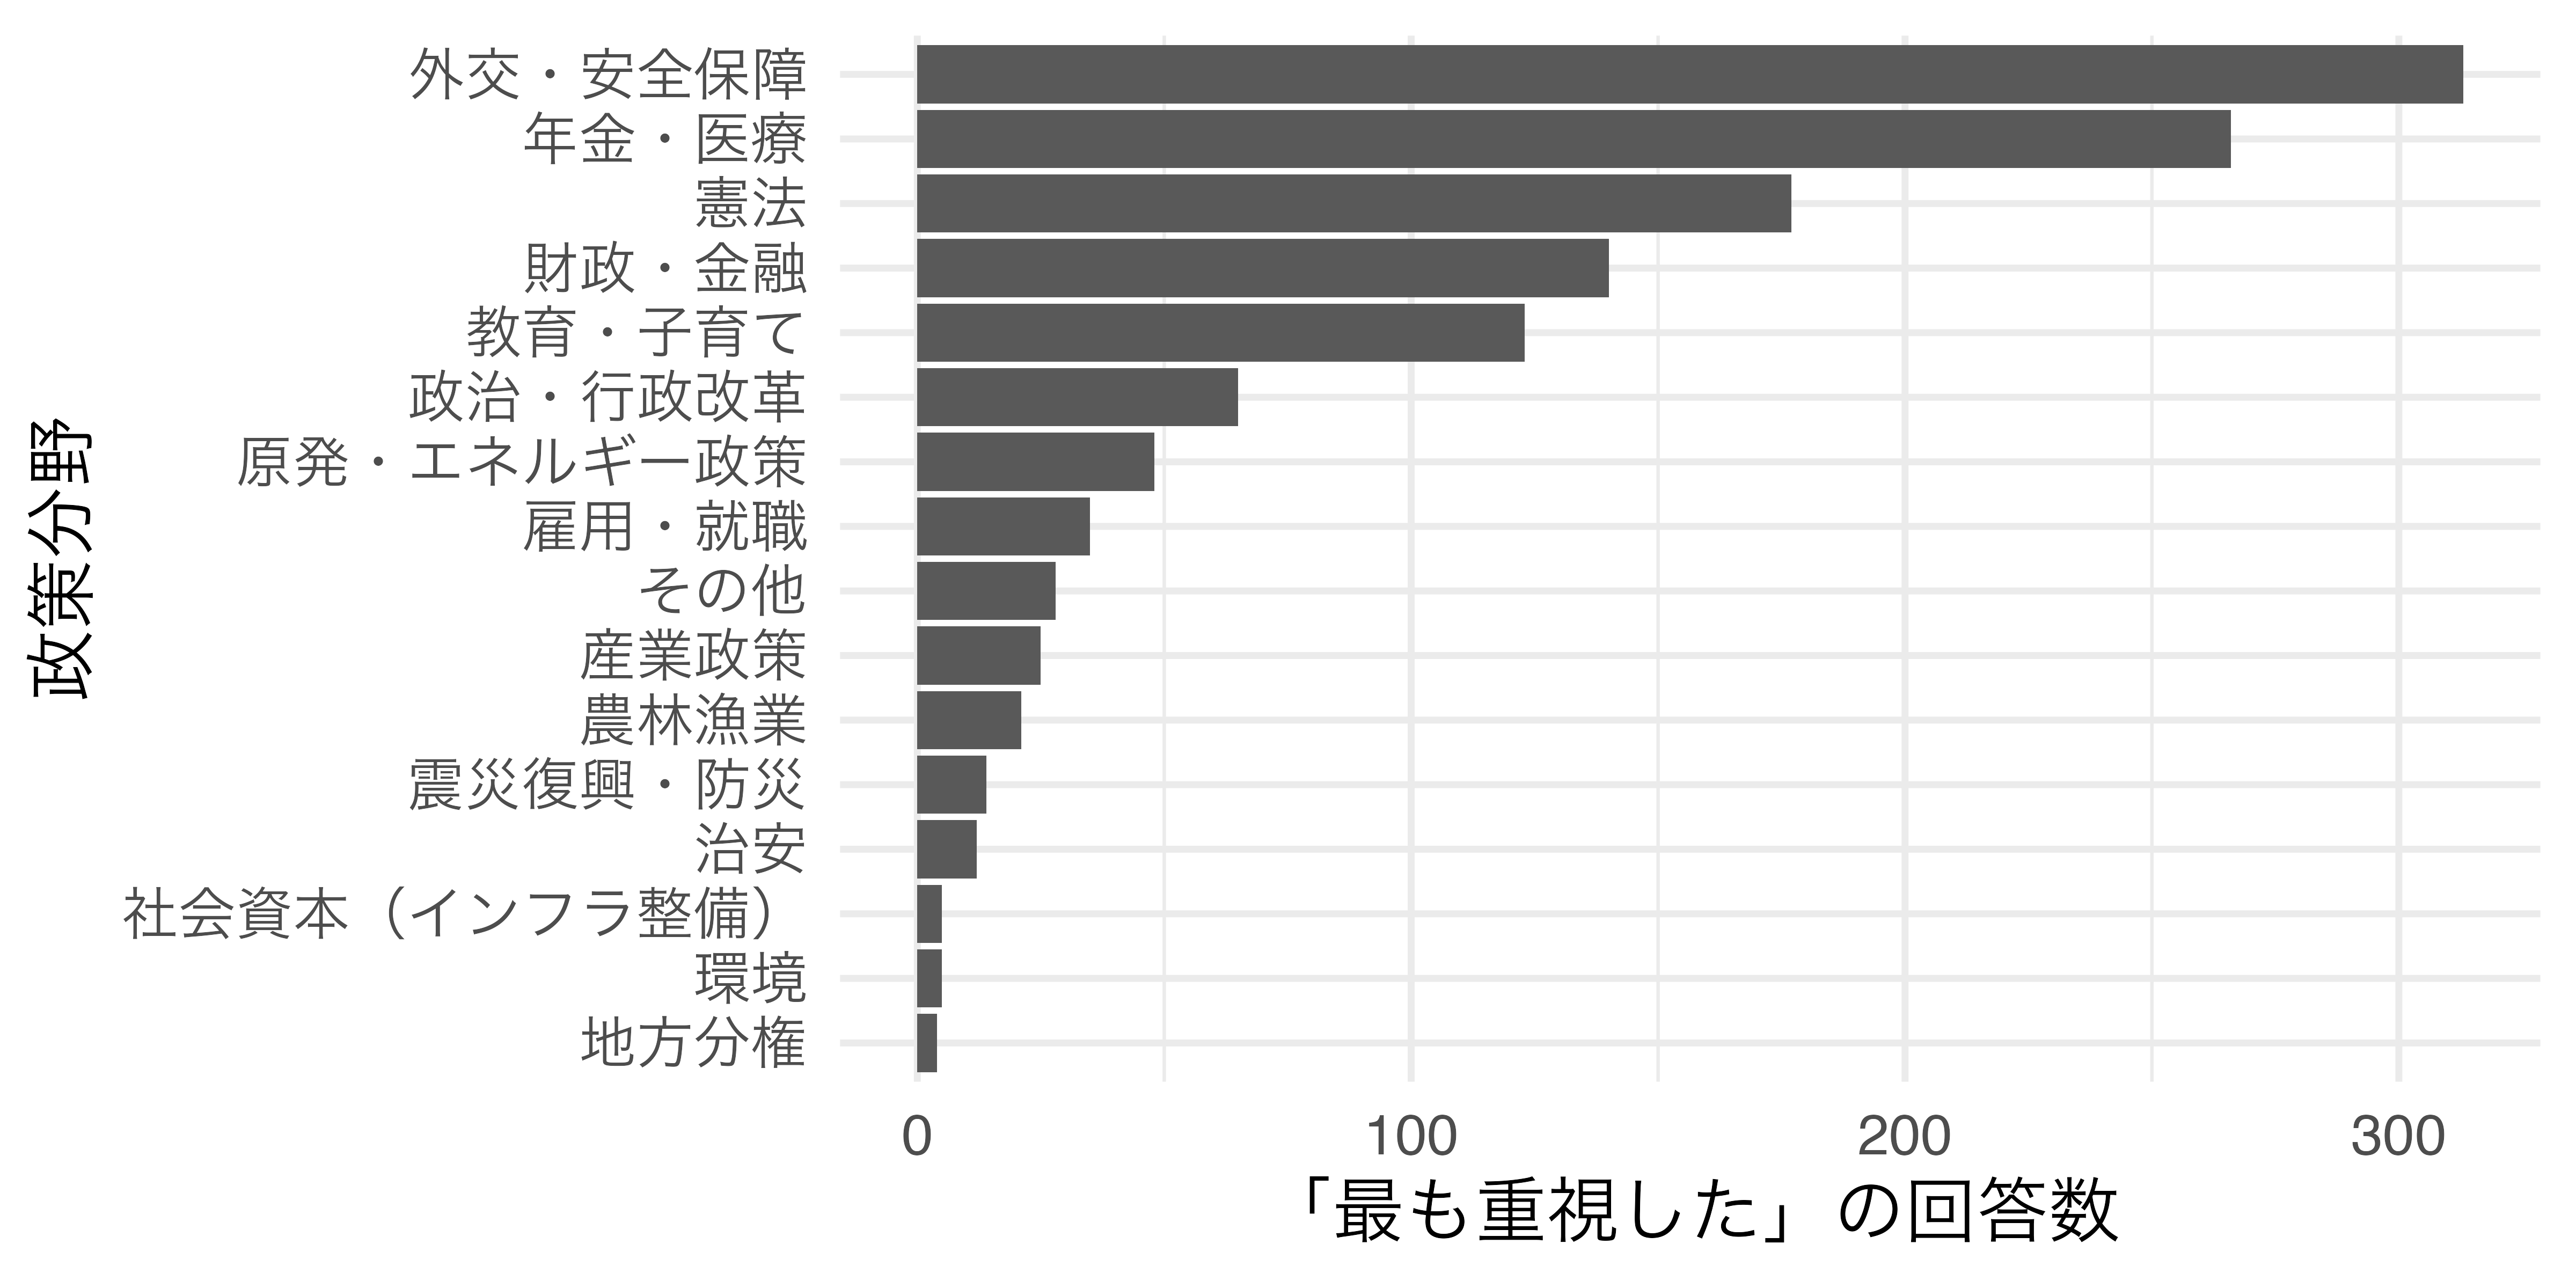 政策分野
外交・安全保障
年金・医療
憲法
財政・金融
教育・子育て
政治・行政改革
原発・エネルギー政策
雇用・就職
その他
産業政策
農林漁業
震災復興・防災
治安
社会資本（インフラ整備）
環境
地方分権
0 100 200 300
「最も重視した」の回答数